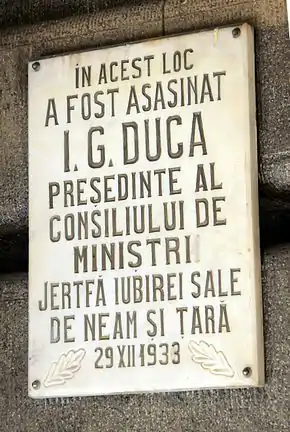 ÎN ACEST LOC
A FOST ASASINAT
I. G. DUCA
PREȘEDINTE AL
CONSILIULUI DE
MINIȘTRI
JERTFĂ IUBIREI SALE
DE NEAM ȘI ȚARĂ
29 XII 1933